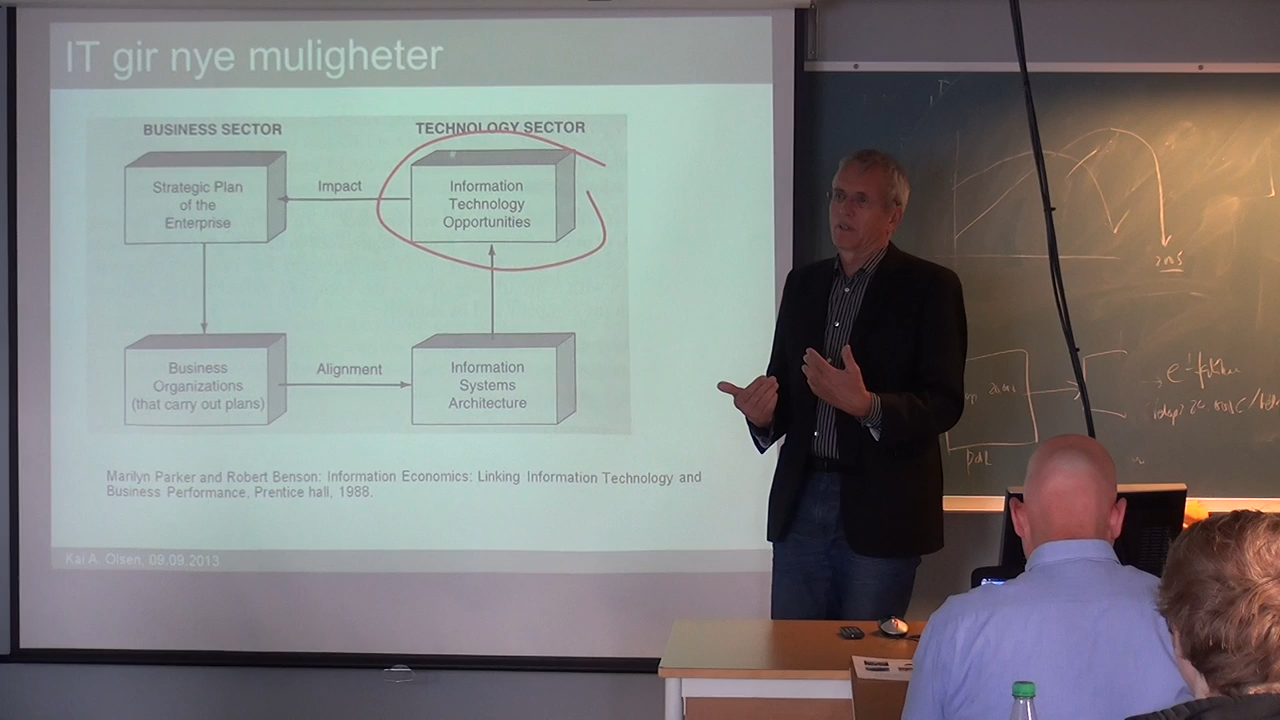 IT gir nye muligheter
BUSINESS SECTOR
TECHNOLOGY SECTOR
Strategic Plan
of the
Enterprise
Impact
Information
Technology
Opportunities
Business
Organizations
(that carry out plans)
Alignment
Information
Systems
Architecture
Marilyn Parker and Robert Benson: Information Economics: Linking Information Technology and
Business Performance, Prentice hall, 1988.
Kai A. Olsen, 09.09.2013